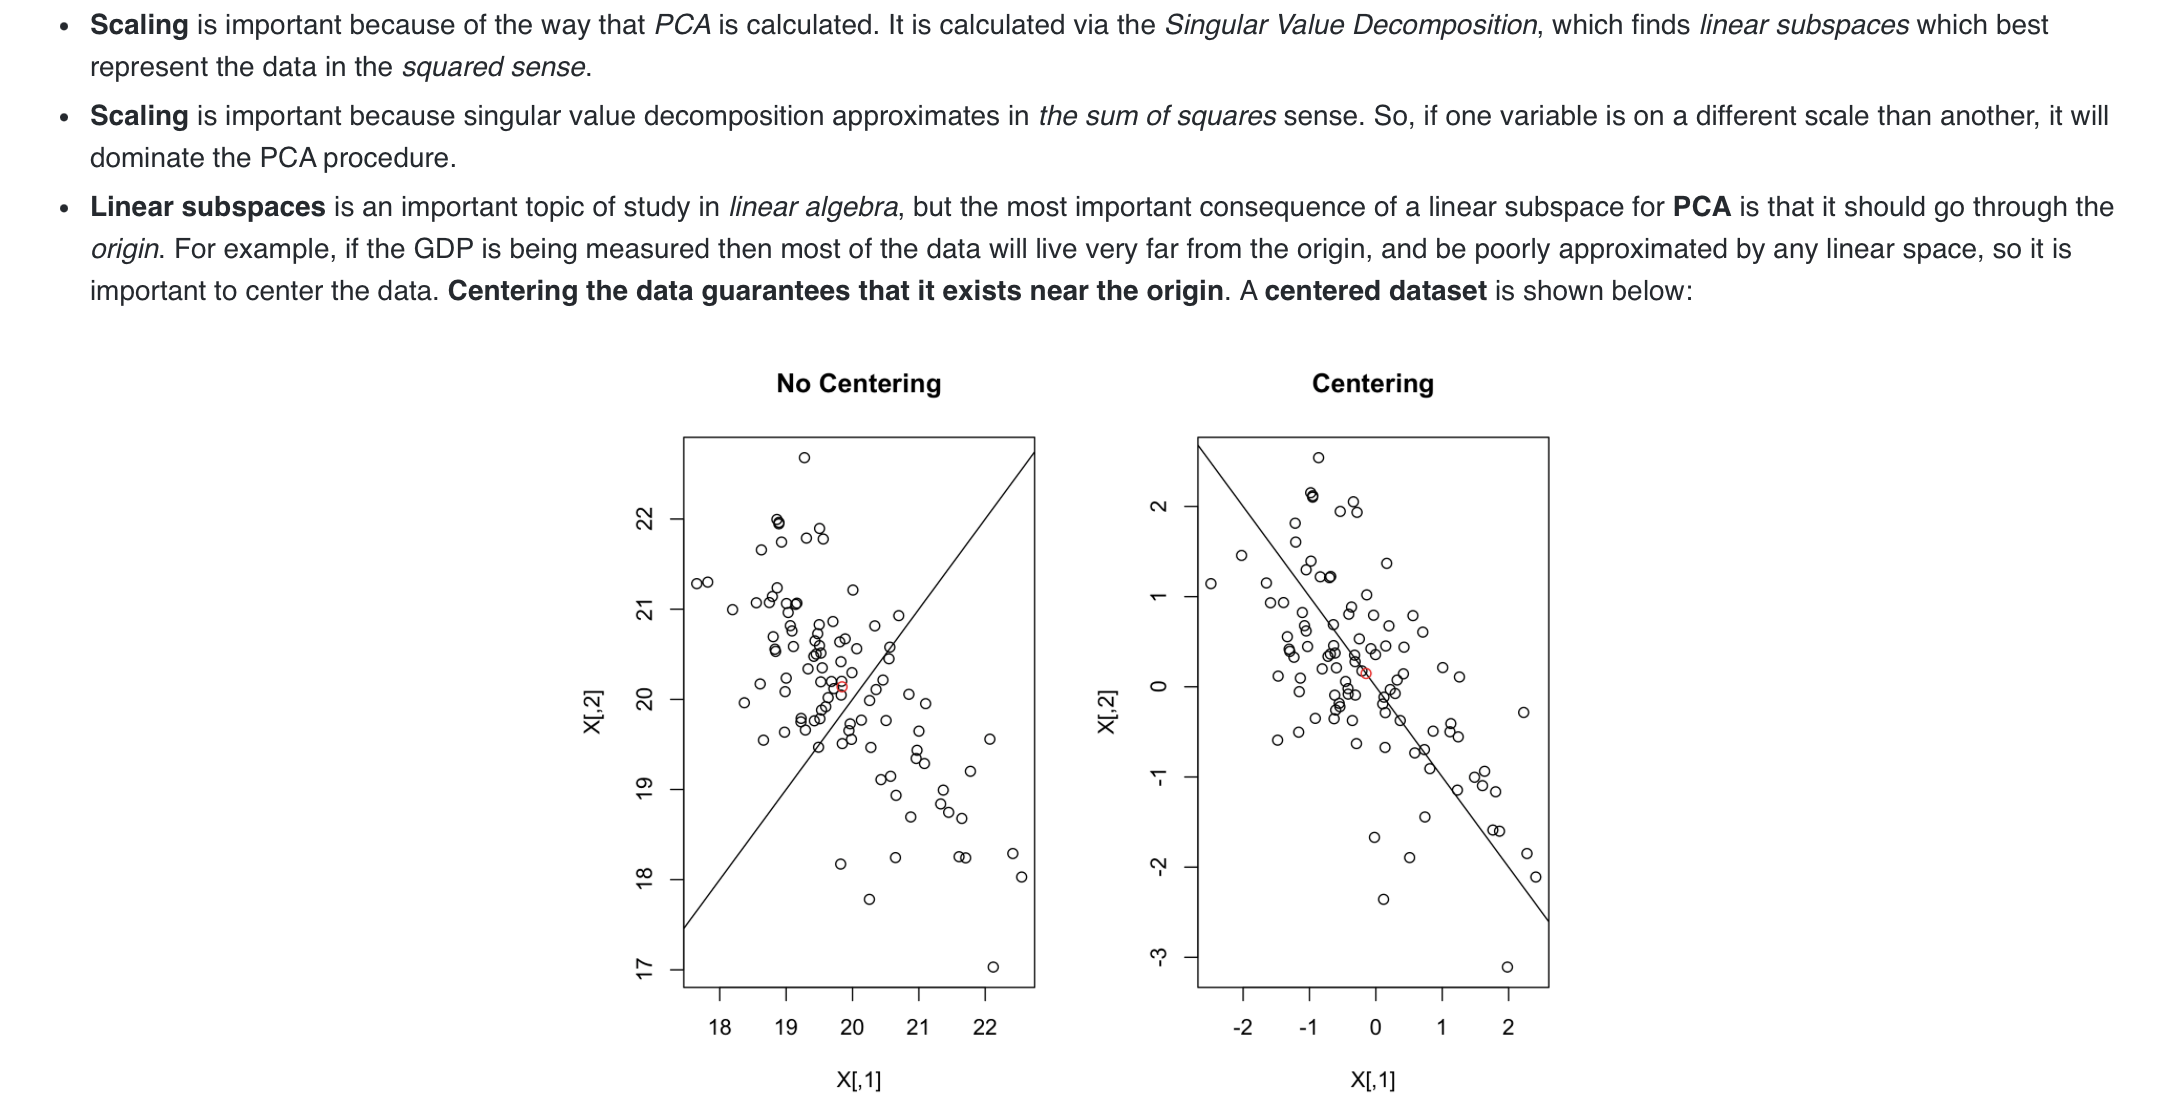 Scaling is important because of the way that PCA is calculated. It is calculated via the Singular Value Decomposition, which finds linear subspaces which best
represent the data in the squared sense.
Scaling is important because singular value decomposition approximates in the sum of squares sense. So, if one variable is on a different scale than another, it will
dominate the PCA procedure.
Linear subspaces is an important topic of study in linear algebra, but the most important consequence of a linear subspace for PCA is that it should go through the
origin. For example, if the GDP is being measured then most of the data will live very far from the origin, and be poorly approximated by any linear space, so it is
important to center the data. Centering the data guarantees that it exists near the origin. A centered dataset is shown below:
No Centering
22
21
20
19
18
17
X[,2]
18 19 20 21 22
X[,1]
Centering
2
1
0
-1
-2
-3
X[,2]
-2 -1 0 1 2
X[,1]